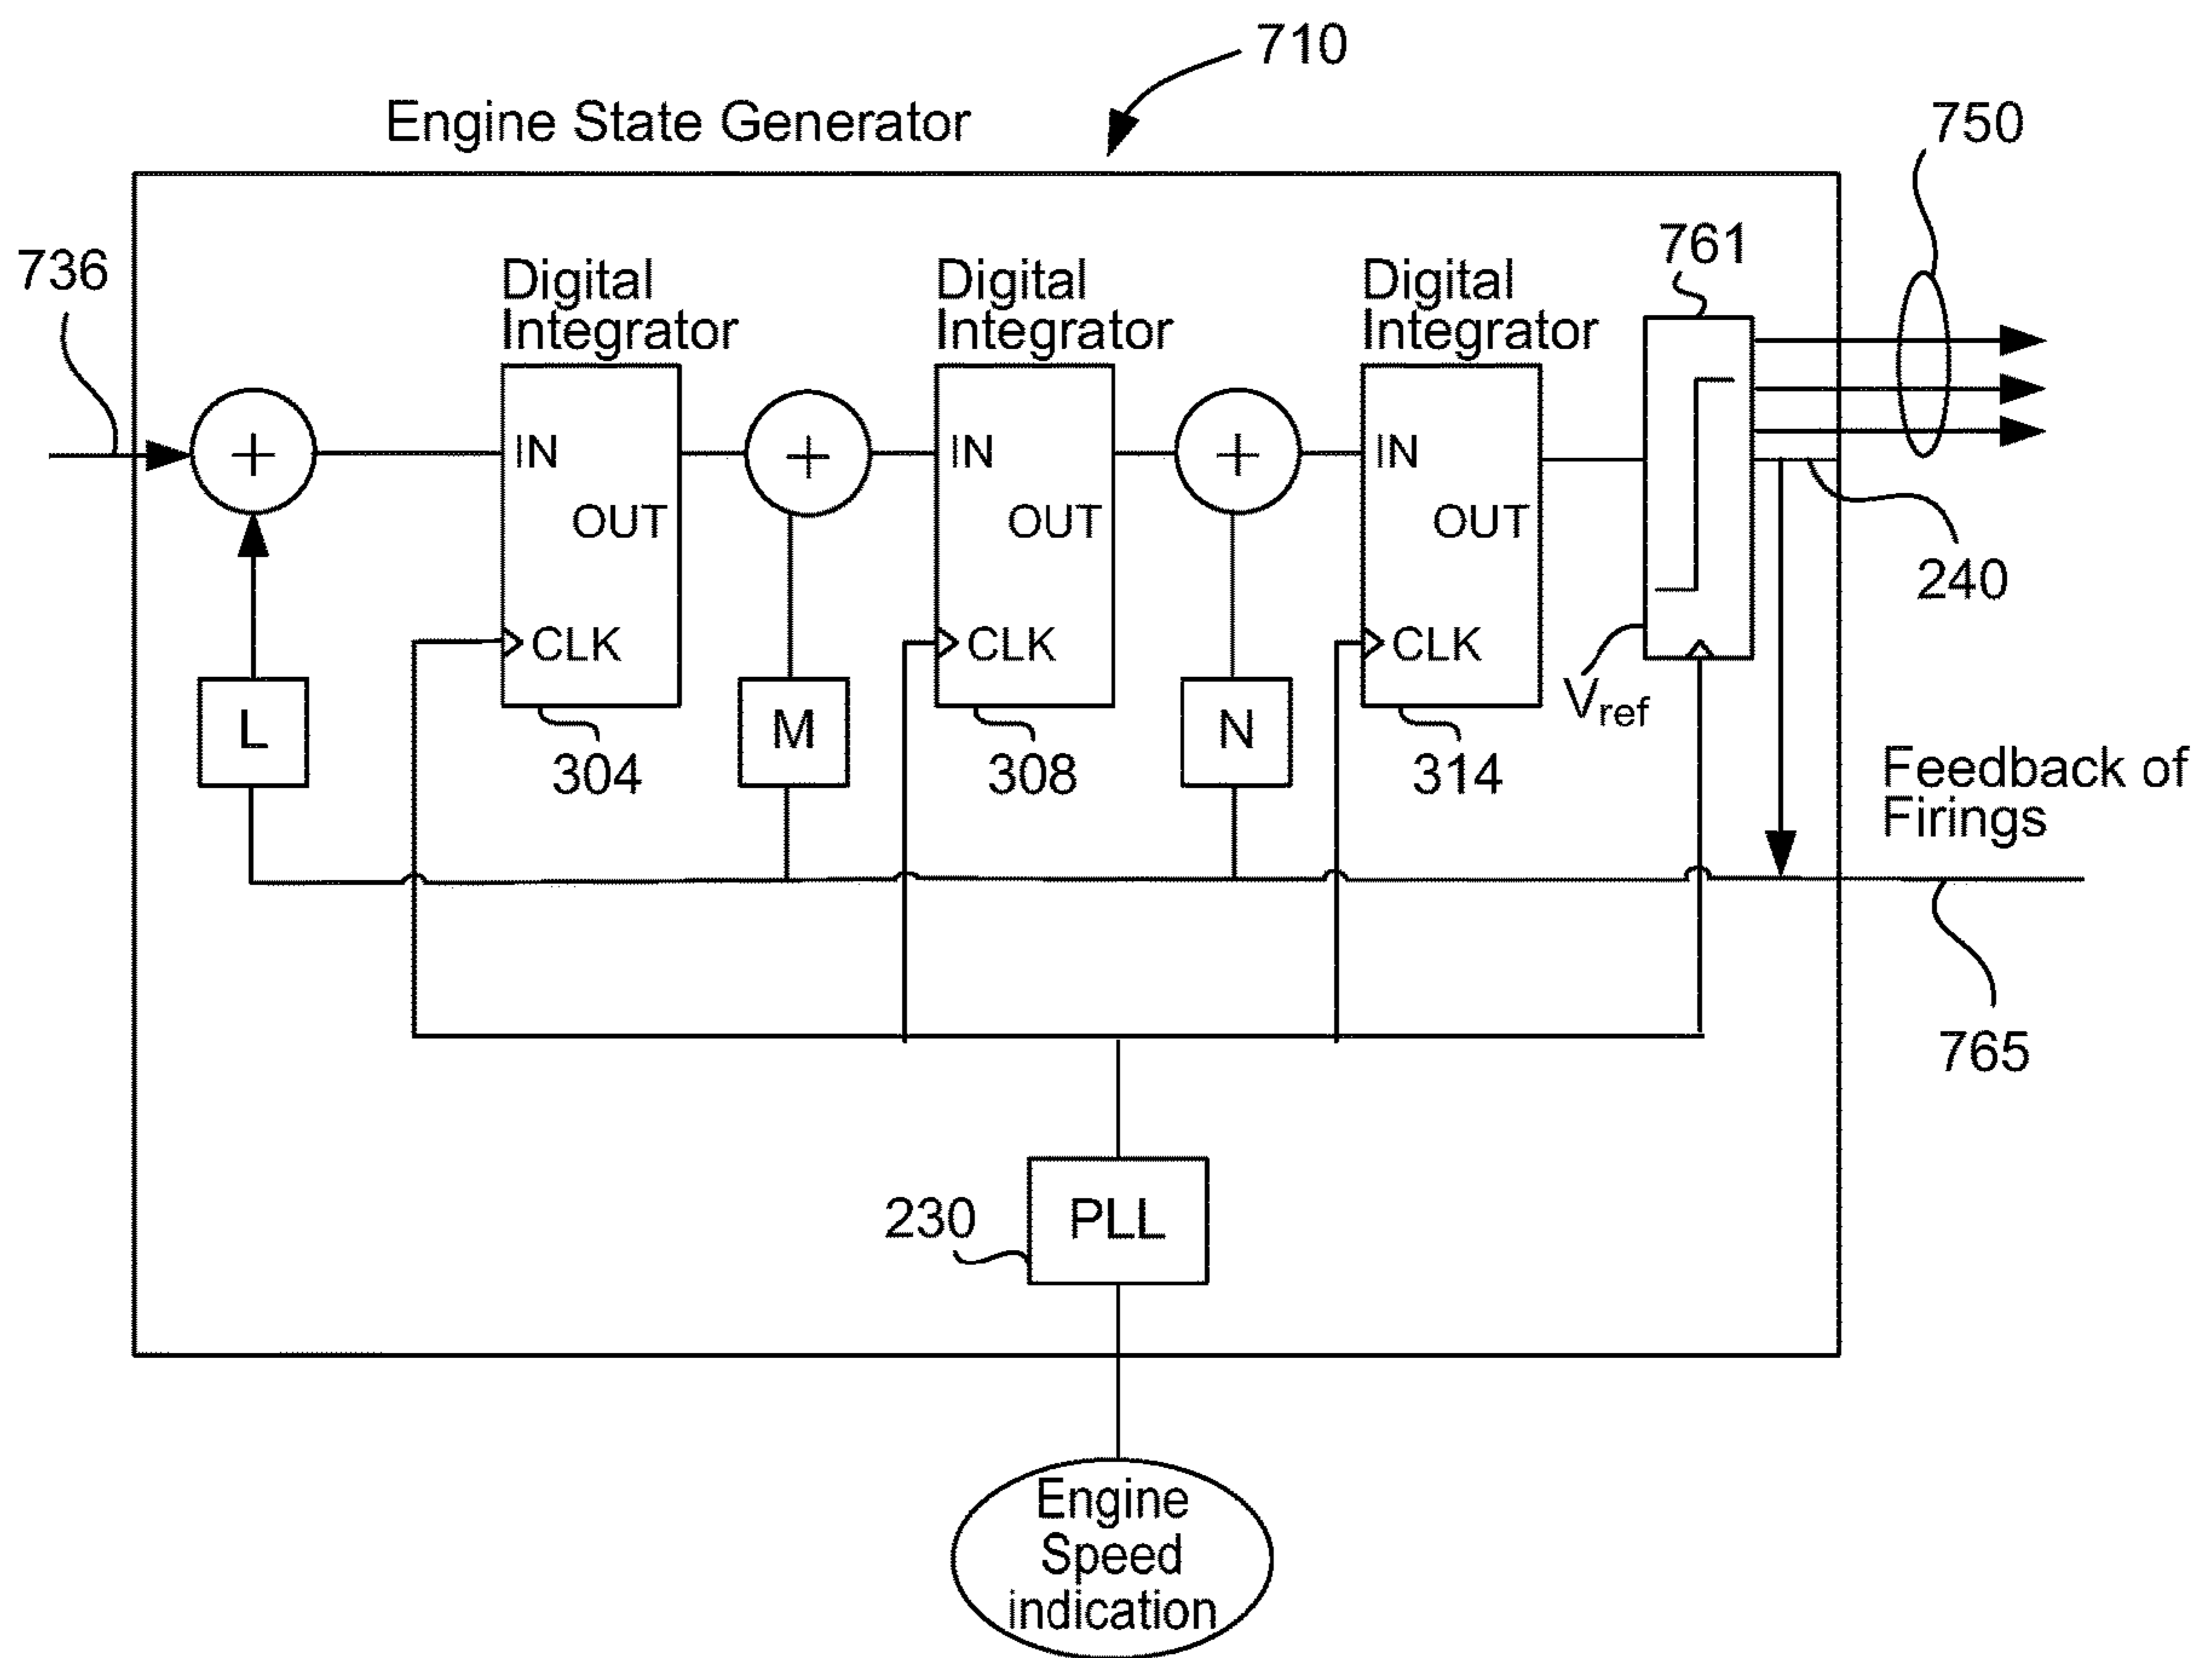 710
Engine State Generator
750
736
761
Digital
Integrator
Digital
Integrator
Digital
Integrator
+
IN
OUT
CLK
+
IN
OUT
CLK
+
IN
OUT
CLK
240
Vref
L
304
M
308
N
314
Feedback of
Firings
765
230
PLL
Engine
Speed
indication